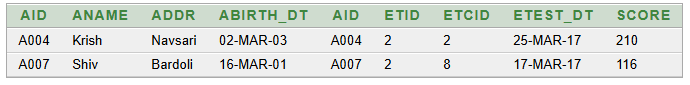 AID ANAME ADDR ABIRTH_DT AID ETID ETCID ETEST_DT SCORE
A004 Krish Navsari 02-MAR-03 A004 2 2 25-MAR-17 210
A007 Shiv Bardoli 16-MAR-01 A007 2 8 17-MAR-17 116